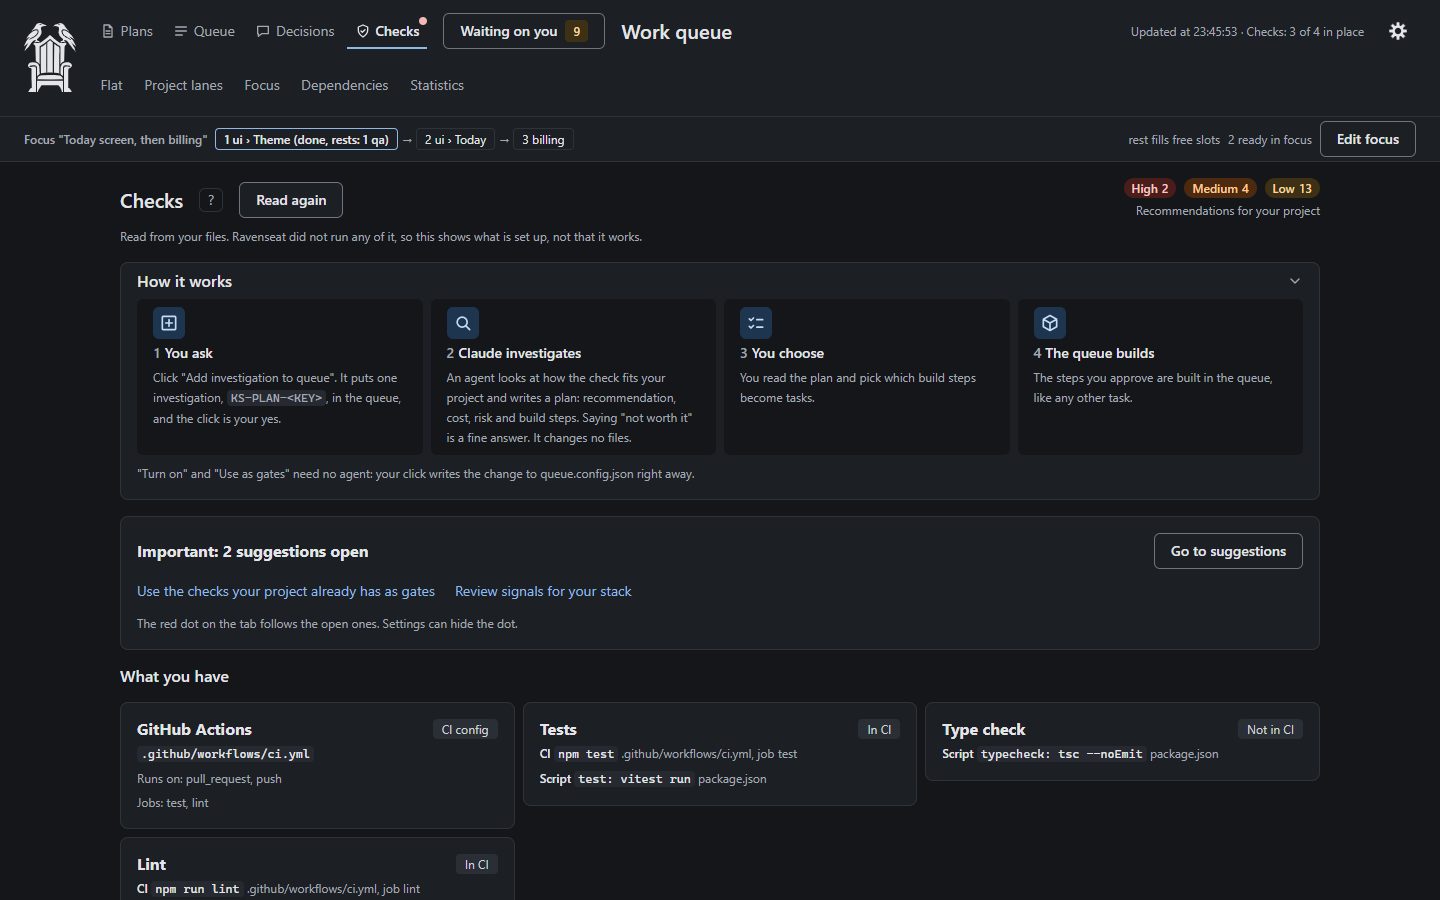 Plans
Queue
Decisions
Checks
Waiting on you 9
Work queue
Updated at 23:45:53 · Checks: 3 of 4 in place
Flat
Project lanes
Focus
Dependencies
Statistics
Focus "Today screen, then billing" 1 ui › Theme (done, rests: 1 qa) → 2 ui › Today → 3 billing
rest fills free slots 2 ready in focus Edit focus
Checks ? Read again
High 2 Medium 4 Low 13
Recommendations for your project
Read from your files. Ravenseat did not run any of it, so this shows what is set up, not that it works.
How it works
1 You ask
Click "Add investigation to queue". It puts one
investigation, KS-PLAN-<KEY>, in the queue,
and the click is your yes.
2 Claude investigates
An agent looks at how the check fits your
project and writes a plan: recommendation,
cost, risk and build steps. Saying "not worth it"
is a fine answer. It changes no files.
3 You choose
You read the plan and pick which build steps
become tasks.
4 The queue builds
The steps you approve are built in the queue,
like any other task.
"Turn on" and "Use as gates" need no agent: your click writes the change to queue.config.json right away.
Important: 2 suggestions open
Go to suggestions
Use the checks your project already has as gates
Review signals for your stack
The red dot on the tab follows the open ones. Settings can hide the dot.
What you have
GitHub Actions CI config
.github/workflows/ci.yml
Runs on: pull_request, push
Jobs: test, lint
Tests In CI
CI npm test .github/workflows/ci.yml, job test
Script test: vitest run package.json
Type check Not in CI
Script typecheck: tsc --noEmit package.json
Lint In CI
CI npm run lint .github/workflows/ci.yml, job lint